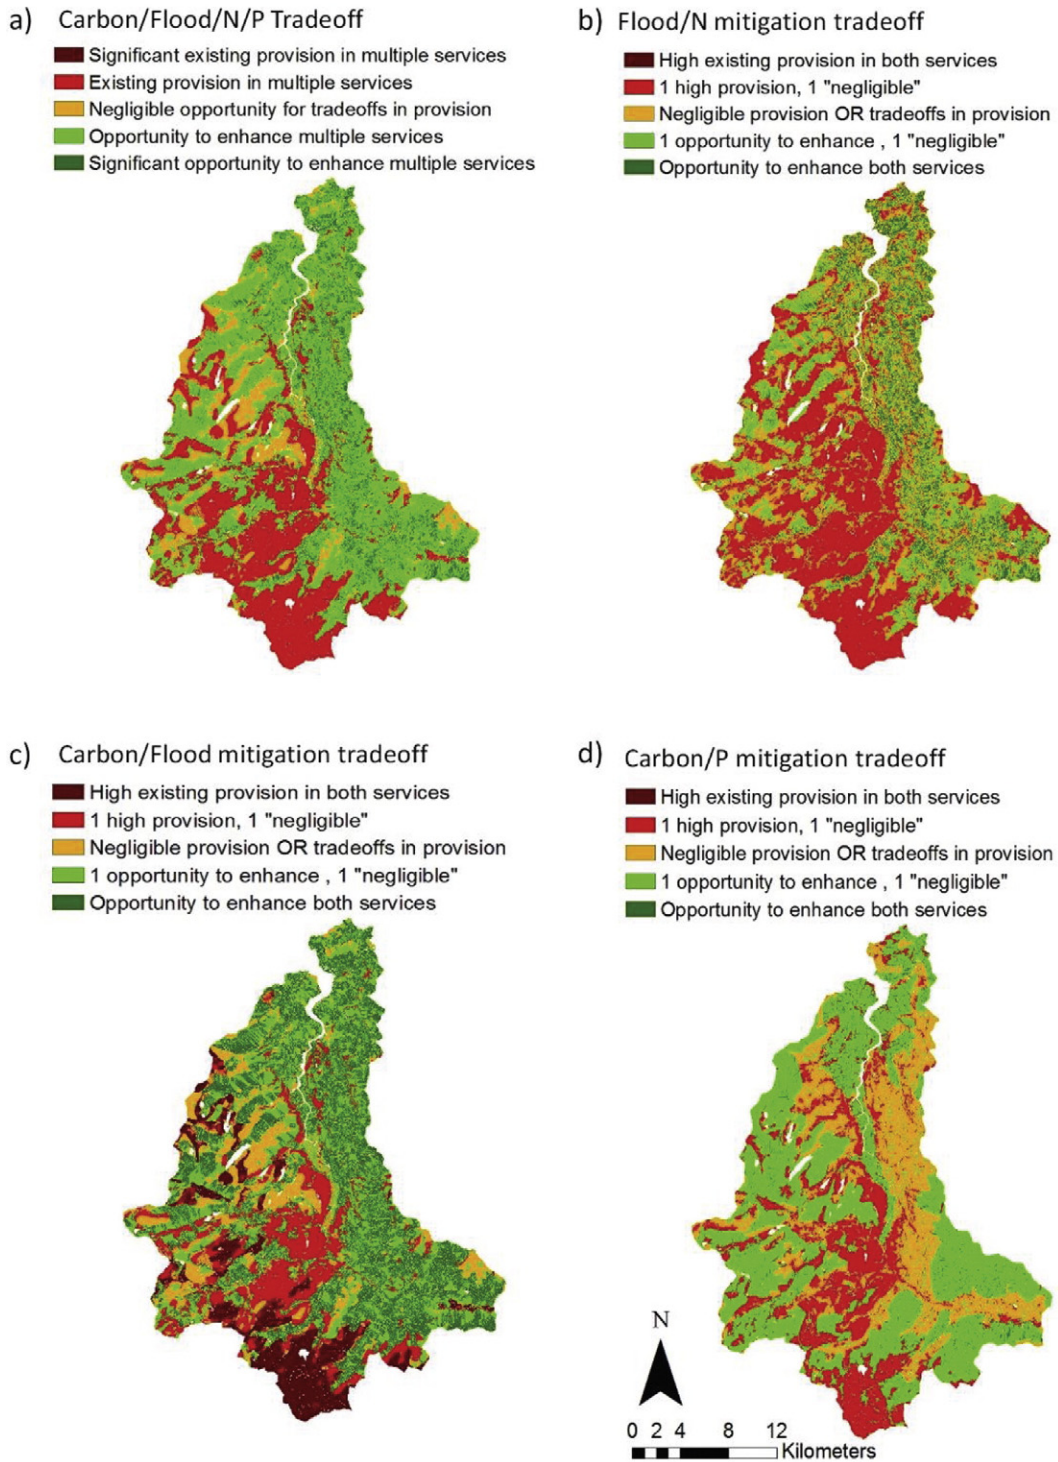 a) Carbon/Flood/N/P Tradeoff
Significant existing provision in multiple services
Existing provision in multiple services
Negligible opportunity for tradeoffs in provision
Opportunity to enhance multiple services
Significant opportunity to enhance multiple services
b) Flood/N mitigation tradeoff
High existing provision in both services
1 high provision, 1 "negligible"
Negligible provision OR tradeoffs in provision
1 opportunity to enhance , 1 "negligible"
Opportunity to enhance both services
c) Carbon/Flood mitigation tradeoff
High existing provision in both services
1 high provision, 1 "negligible"
Negligible provision OR tradeoffs in provision
1 opportunity to enhance , 1 "negligible"
Opportunity to enhance both services
d) Carbon/P mitigation tradeoff
High existing provision in both services
1 high provision, 1 "negligible"
Negligible provision OR tradeoffs in provision
1 opportunity to enhance , 1 "negligible"
Opportunity to enhance both services
N
0 2 4 8 12
Kilometers